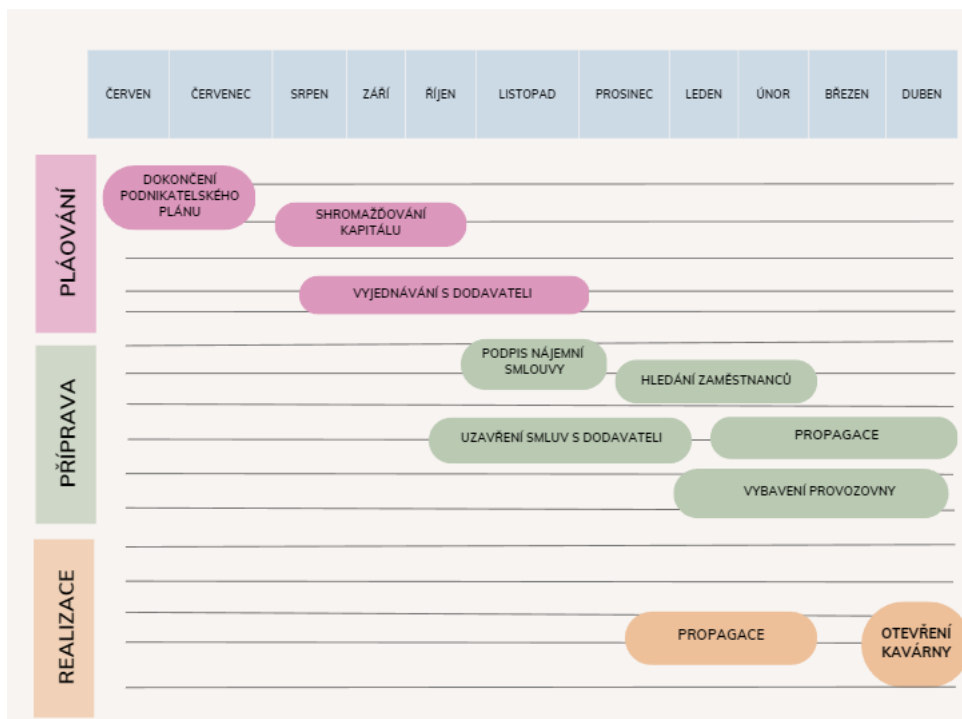 ČERVEN ČERVENEC SRPEN ZÁŘÍ ŘÍJEN LISTOPAD PROSINEC LEDEN ÚNOR BŘEZEN DUBEN
PLÁOVÁNÍ
DOKONČENÍ
PODNIKATELSKÉHO
PLÁNU
SHROMAŽĎOVÁNÍ
KAPITÁLU
VYJEDNÁVÁNÍ S DODAVATELI
PŘÍPRAVA
PODPIS NÁJEMNÍ
SMLOUVY
HLEDÁNÍ ZAMĚSTNANCŮ
UZAVŘENÍ SMLUV S DODAVATELI
PROPAGACE
VYBAVENÍ PROVOZOVNY
REALIZACE
PROPAGACE
OTEVŘENÍ
KAVÁRNY